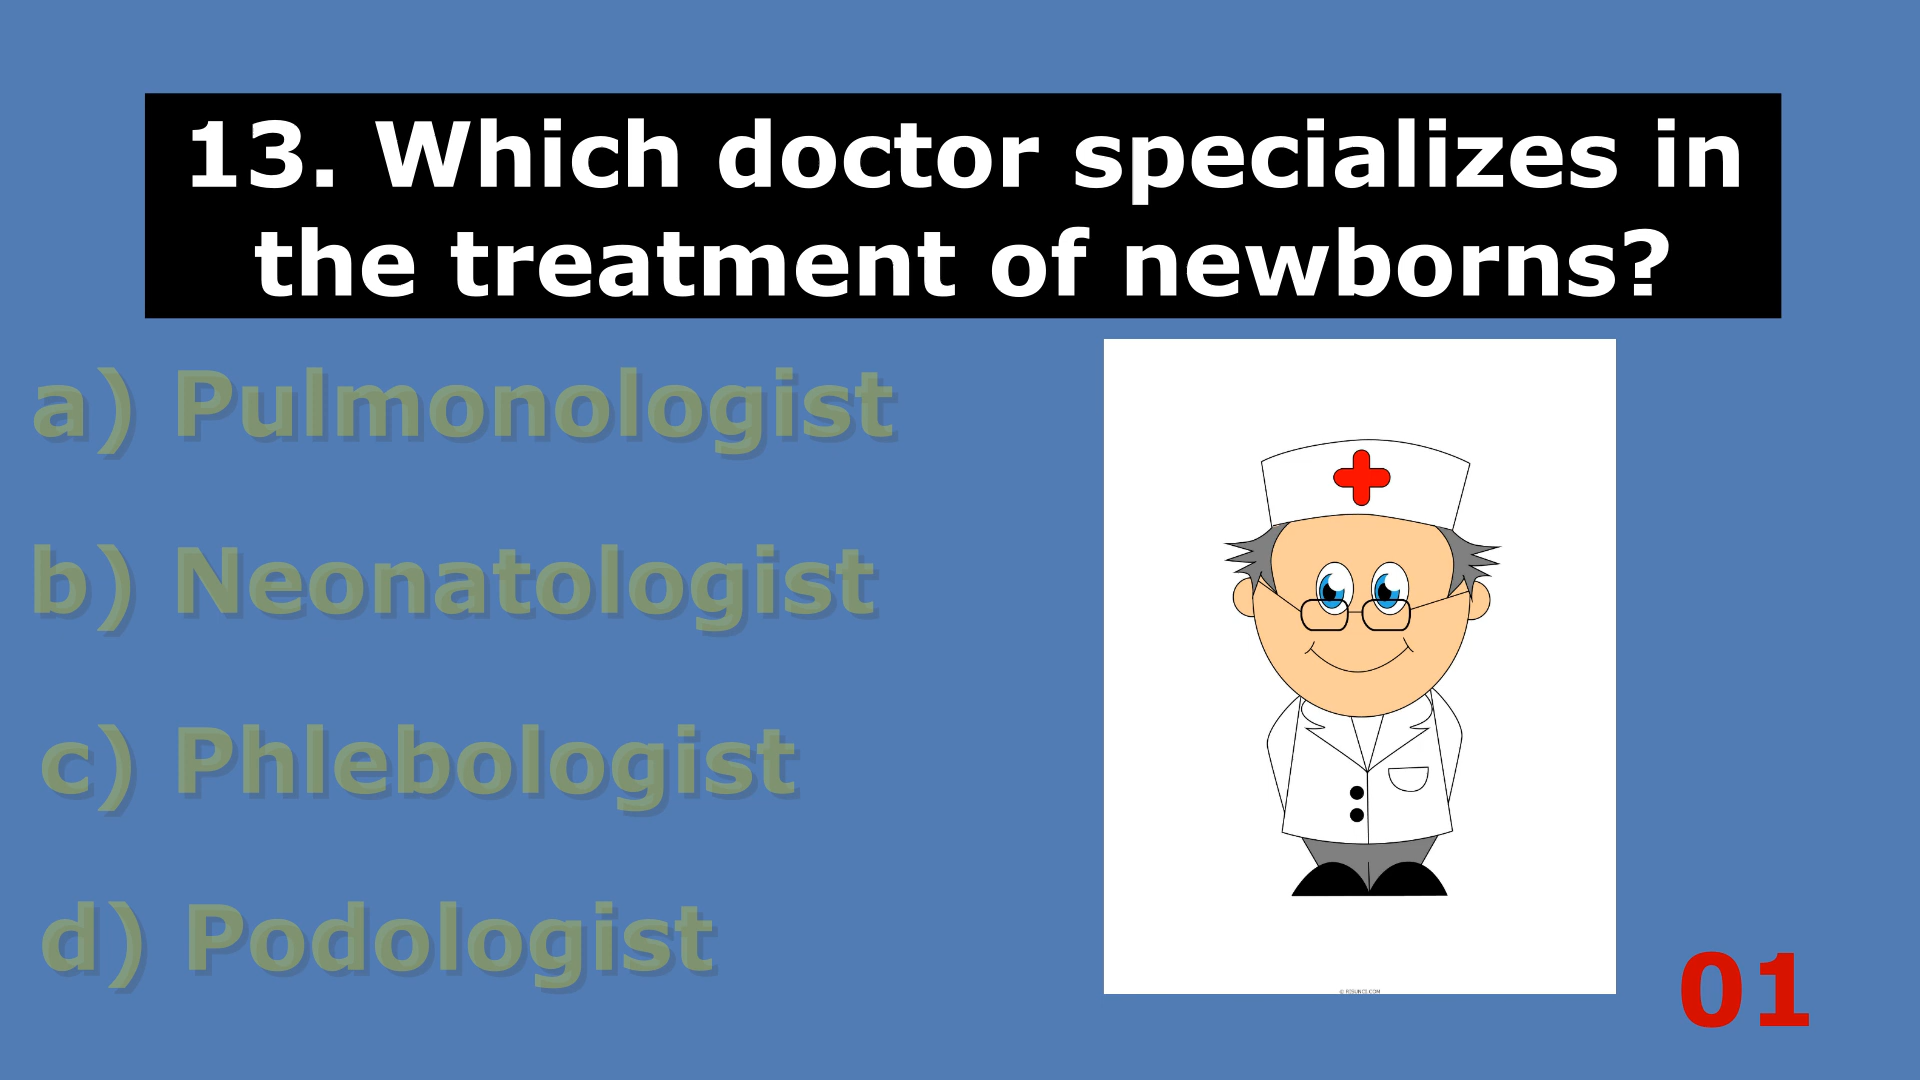 13. Which doctor specializes in
the treatment of newborns?
a) Pulmonologist
b) Neonatologist
c) Phlebologist
d) Podologist
01